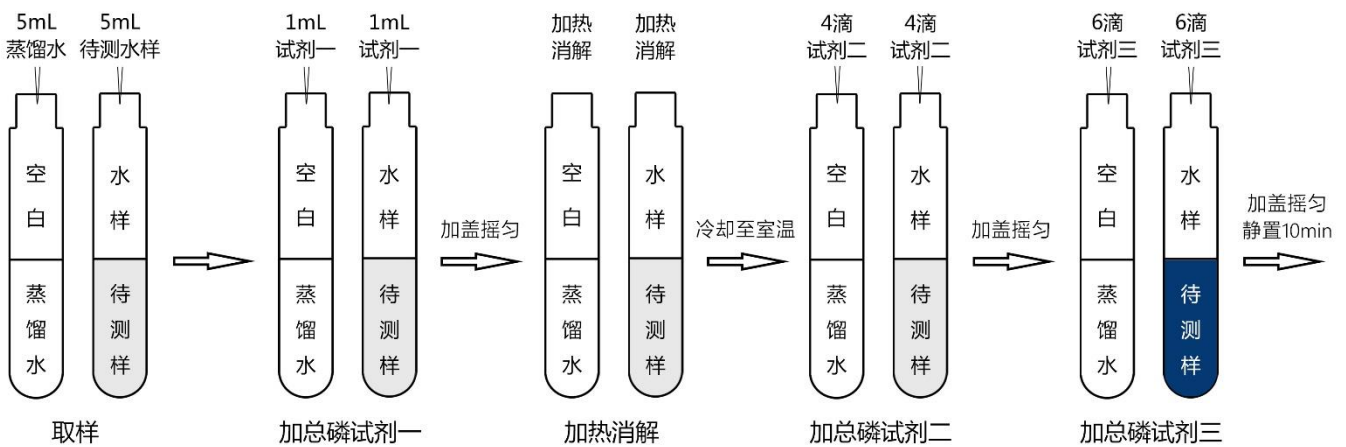 5mL
蒸馏水
5mL
待测水样
1mL
试剂一
1mL
试剂一
加热
消解
加热
消解
4滴
试剂二
4滴
试剂二
6滴
试剂三
6滴
试剂三
空白
蒸馏水
水样
待测样
空白
蒸馏水
水样
待测样
加盖摇匀
空白
蒸馏水
水样
待测样
冷却至室温
空白
蒸馏水
水样
待测样
加盖摇匀
空白
蒸馏水
水样
待测样
加盖摇匀
静置10min
取样
加总磷试剂一
加热消解
加总磷试剂二
加总磷试剂三